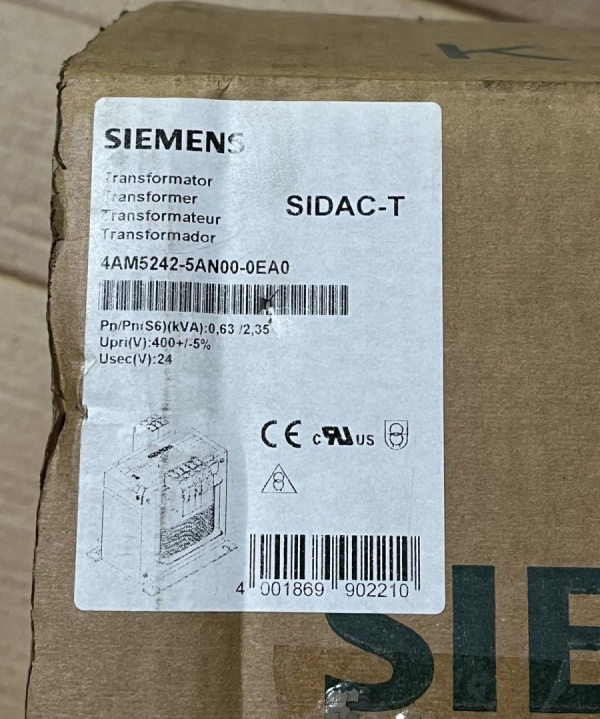 K
SIEMENS
Transformator
Transformer
Transformateur
Transformador
SIDAC-T
4AM5242-5AN00-0EA0
Pn/Pn(S6)(kVA):0,63 /2,35
Upri(V):400+/-5%
Usec(V):24
CE c RU US
4 001869 902210
SIE